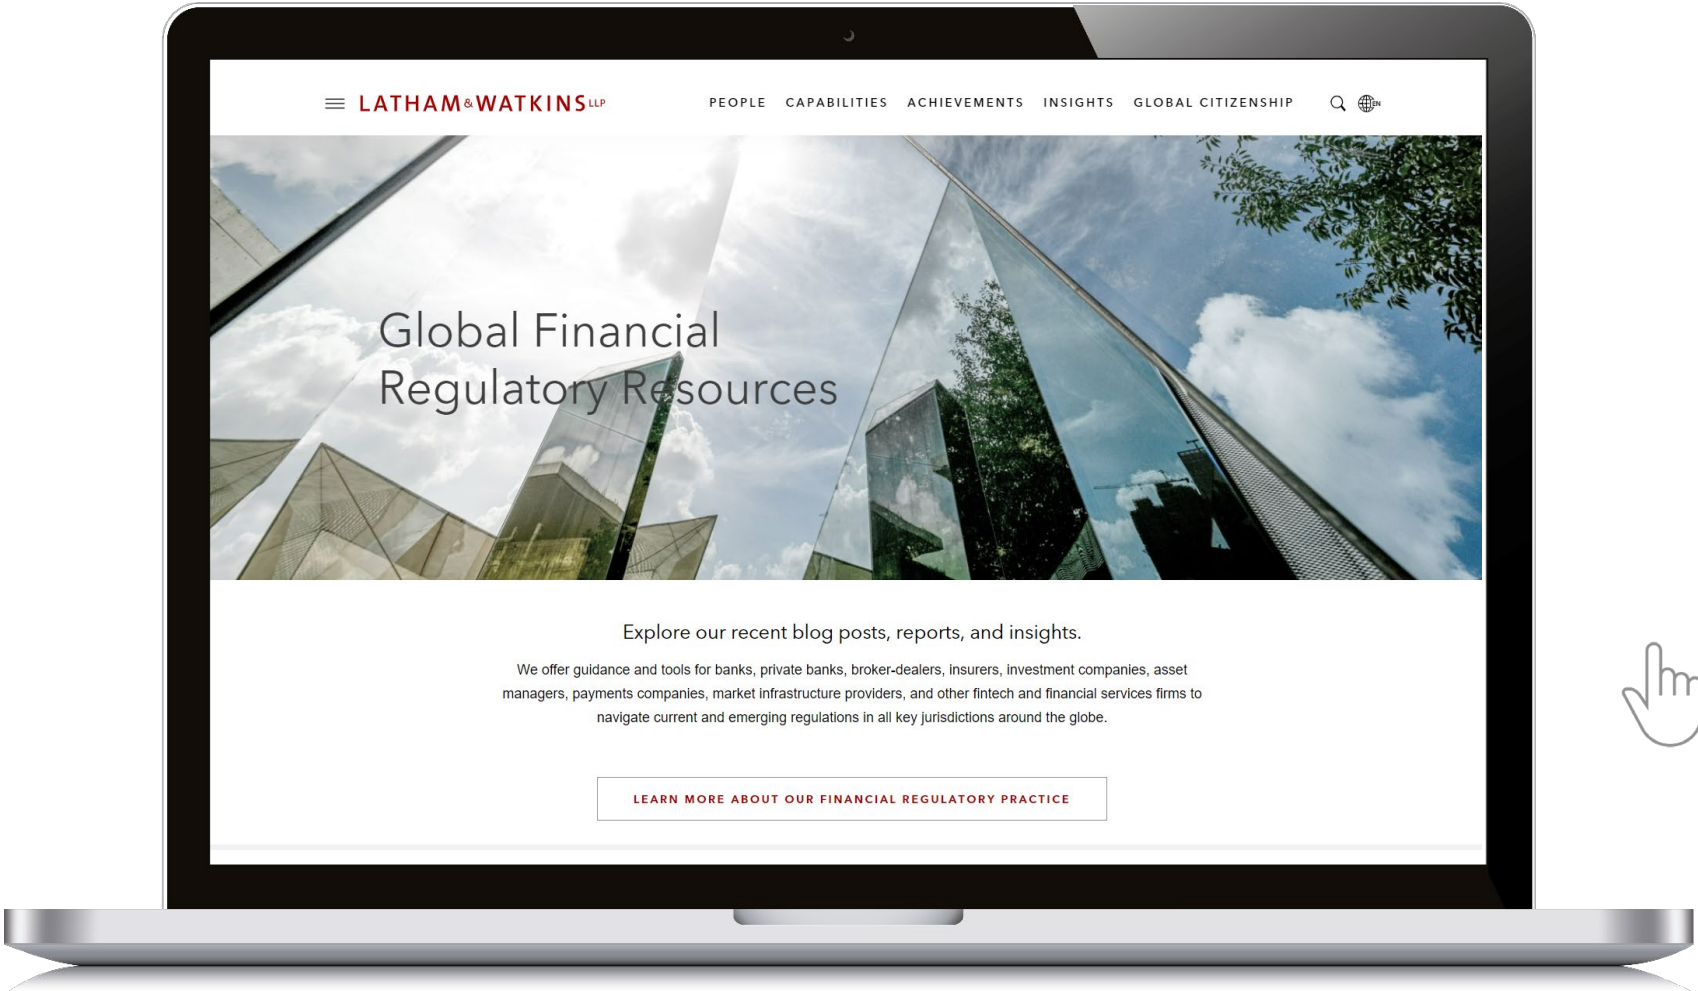 LATHAM&WATKINS LLP
PEOPLE CAPABILITIES ACHIEVEMENTS INSIGHTS GLOBAL CITIZENSHIP EN
Global Financial
Regulatory Resources
Explore our recent blog posts, reports, and insights.
We offer guidance and tools for banks, private banks, broker-dealers, insurers, investment companies, asset
managers, payments companies, market infrastructure providers, and other fintech and financial services firms to
navigate current and emerging regulations in all key jurisdictions around the globe.
LEARN MORE ABOUT OUR FINANCIAL REGULATORY PRACTICE